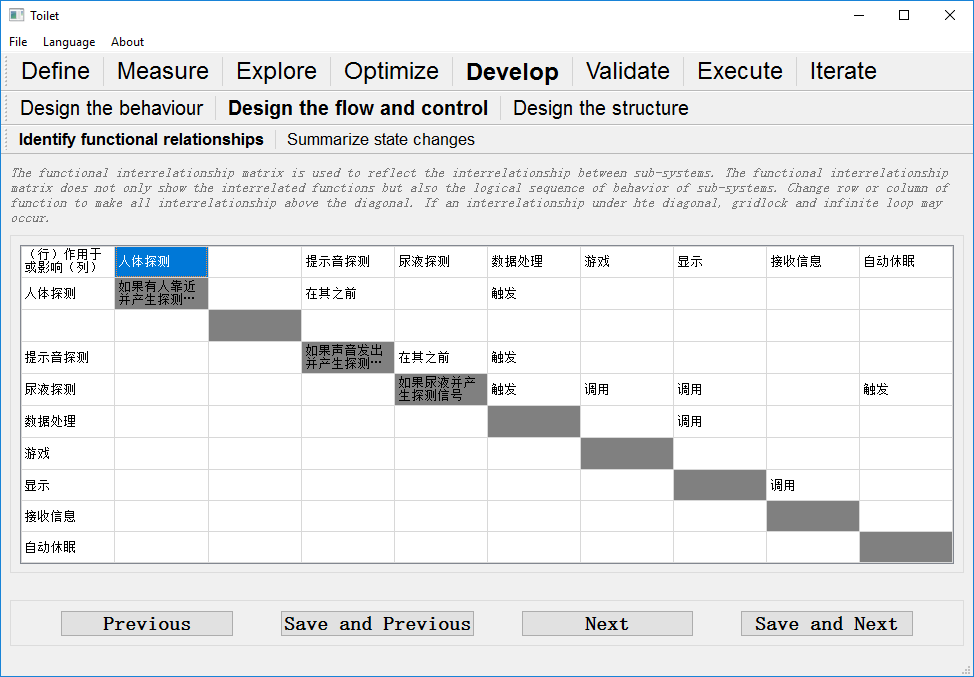 Toilet
File Language About
Define Measure Explore Optimize Develop Validate Execute Iterate
Design the behaviour Design the flow and control Design the structure
Identify functional relationships Summarize state changes
The functional interrelationship matrix is used to reflect the interrelationship between sub-systems. The functional interrelationship
matrix does not only show the interrelated functions but also the logical sequence of behavior of sub-systems. Change row or column of
function to make all interrelationship above the diagonal. If an interrelationship under hte diagonal, gridlock and infinite loop may
occur.
（行）作用于
或影响（列）
人体探测 提示音探测 尿液探测 数据处理 游戏 显示 接收信息 自动休眠
人体探测 如果有人靠近
并产生探测… 在其之前 触发
提示音探测 如果声音发出
并产生探测… 在其之前 触发
尿液探测 如果尿液并产
生探测信号 触发 调用 调用 触发
数据处理 调用
游戏
显示 调用
接收信息
自动休眠
Previous Save and Previous Next Save and Next